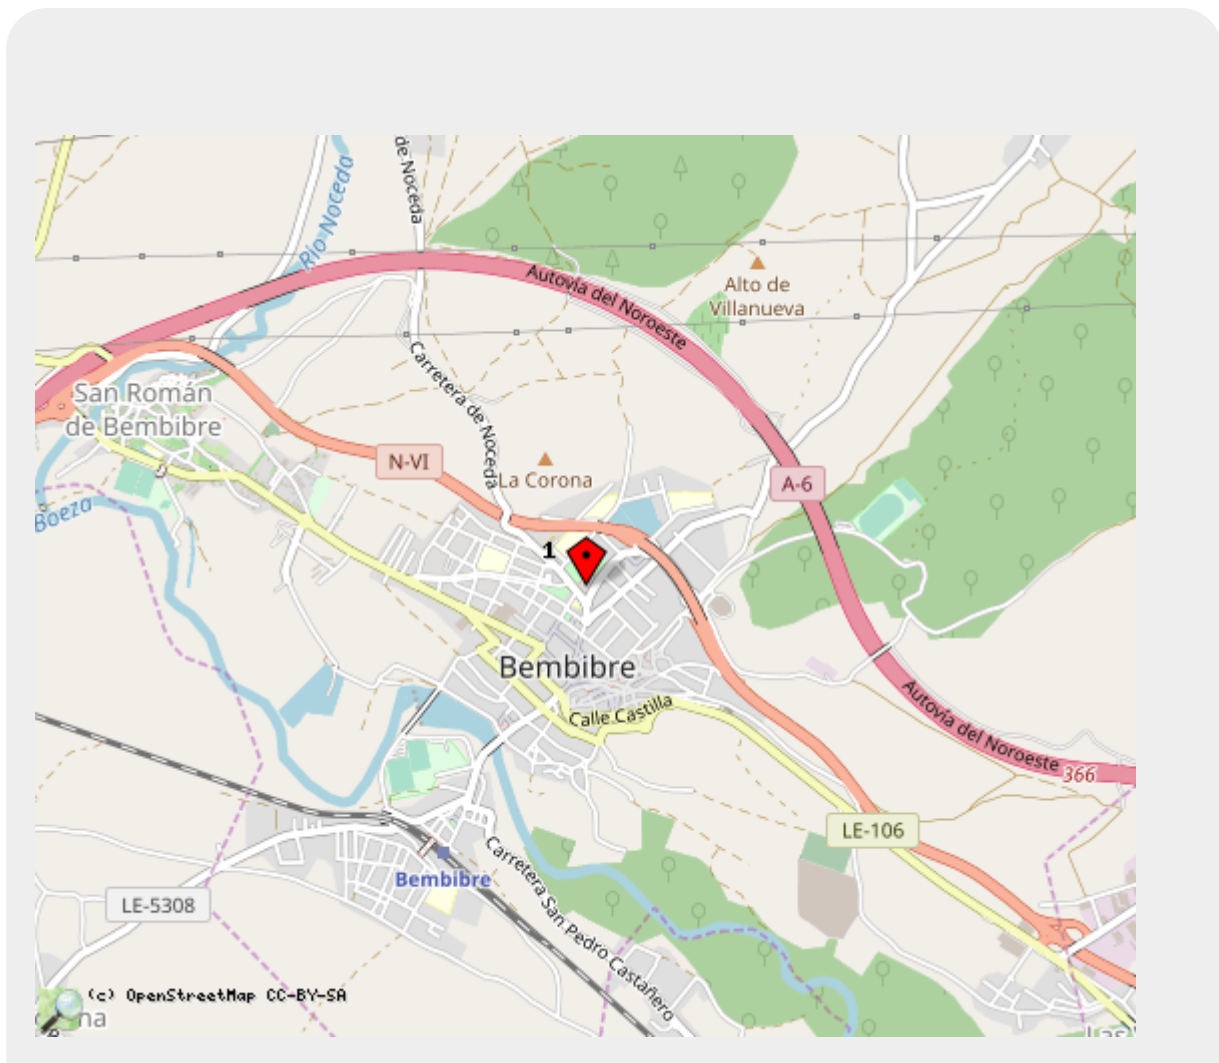 de Noceda
Río Noceda
Autovía del Noroeste
Alto de
Villanueva
Carretera de Noceda
San Román
de Bembibre
N-VI
La Corona
A-6
Boeza
1
Bembibre
Calle Castilla
Autovía del Noroeste
366
LE-106
Carretera San Pedro Castañero
Bembibre
LE-5308
(c) OpenStreetMap CC-BY-SA
na
Las